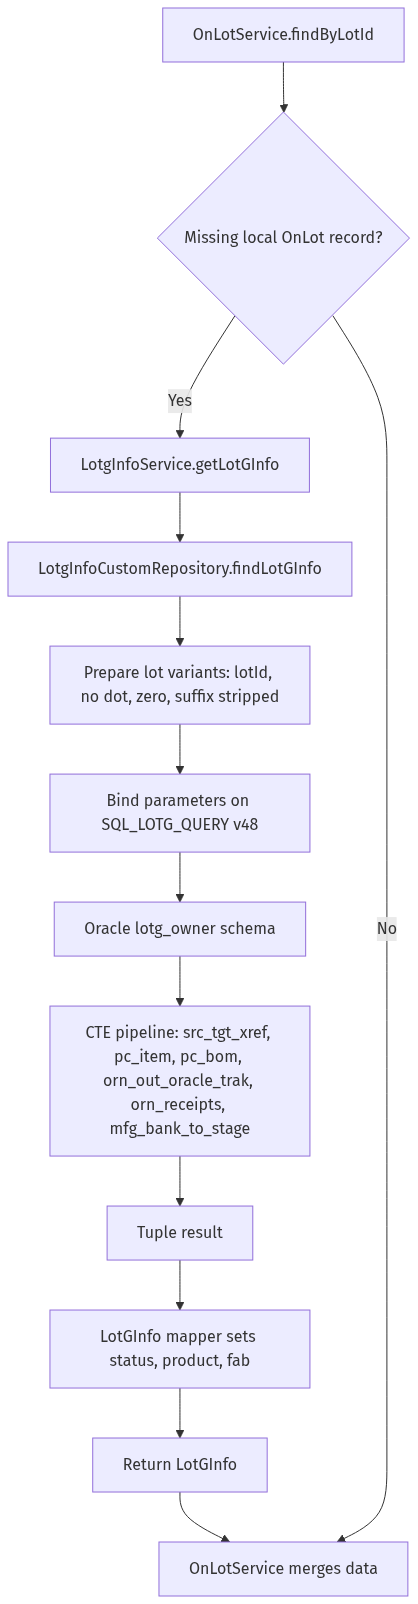 OnLotService.findByLotId
Missing local OnLot record?
Yes
LotgInfoService.getLotGInfo
LotgInfoCustomRepository.findLotGInfo
Prepare lot variants: lotId,
no dot, zero, suffix stripped
Bind parameters on
SQL_LOTG_QUERY v48
Oracle lotg_owner schema
No
CTE pipeline: src_tgt_xref,
pc_item, pc_bom,
orn_out_oracle_trak,
orn_receipts,
mfg_bank_to_stage
Tuple result
LotGInfo mapper sets
status, product, fab
Return LotGInfo
OnLotService merges data